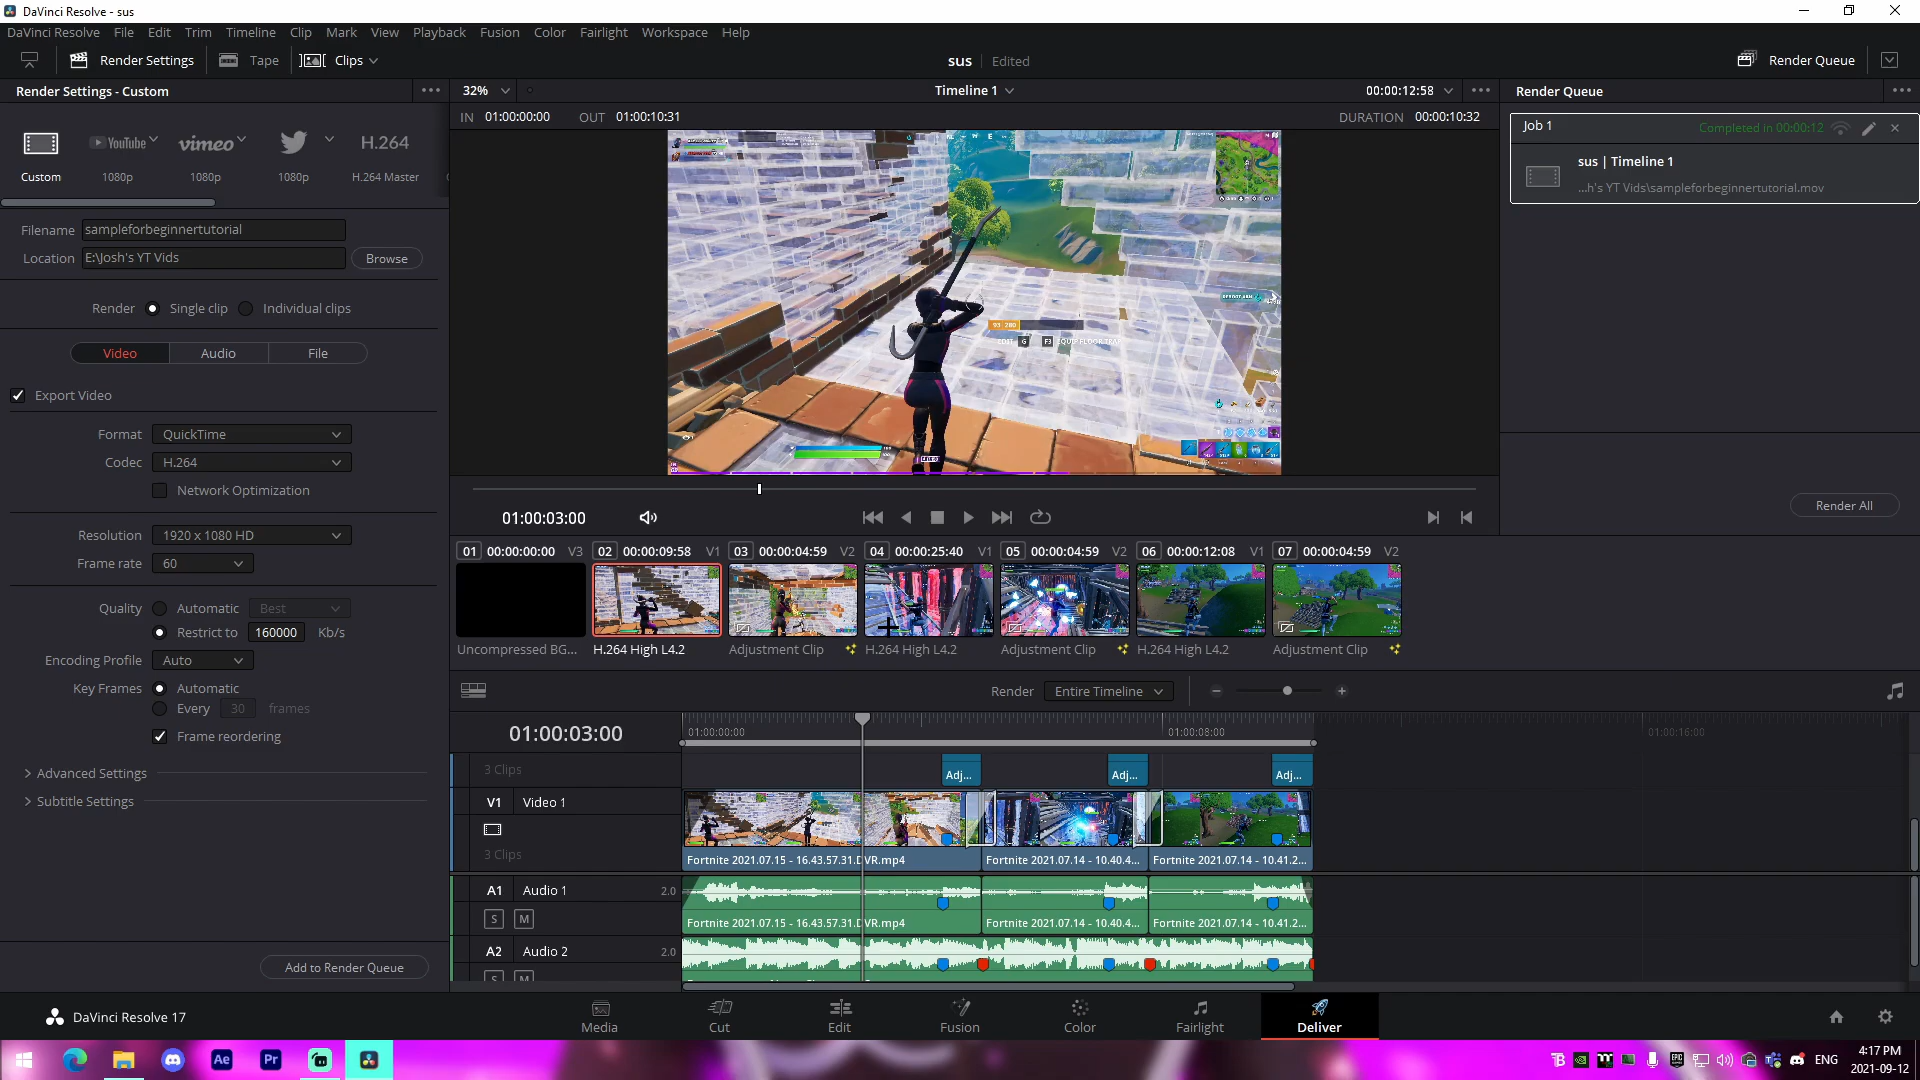 DaVinci Resolve - sus
DaVinci Resolve File Edit Trim Timeline Clip Mark View Playback Fusion Color Fairlight Workspace Help
Render Settings Tape Clips sus Edited Render Queue
Render Settings - Custom 32% Timeline 1 00:00:12:58 Render Queue
IN 01:00:00:00 OUT 01:00:10:31 DURATION 00:00:10:32
Job 1 Completed in 00:00:12
sus | Timeline 1
...h's YT Vids\sampleforbeginnertutorial.mov
YouTube vimeo H.264
Custom 1080p 1080p 1080p H.264 Master
Filename sampleforbeginnertutorial
Location E:\Josh's YT Vids Browse
Render Single clip Individual clips
Video Audio File
Export Video
Format QuickTime
Codec H.264
Network Optimization
Resolution 1920 x 1080 HD
Frame rate 60
Quality Automatic Best
Restrict to 160000 Kb/s
Encoding Profile Auto
Key Frames Automatic
Every 30 frames
Frame reordering
Advanced Settings
Subtitle Settings
Add to Render Queue
EDIT G F3
01:00:03:00
Render All
01 00:00:00:00 V3 02 00:00:09:58 V1 03 00:00:04:59 V2 04 00:00:25:40 V1 05 00:00:04:59 V2 06 00:00:12:08 V1 07 00:00:04:59 V2
Uncompressed BG... H.264 High L4.2 Adjustment Clip H.264 High L4.2 Adjustment Clip H.264 High L4.2 Adjustment Clip
Render Entire Timeline
01:00:03:00 01:00:00:00 01:00:08:00 01:00:16:00
3 Clips Adj... Adj... Adj...
V1 Video 1
3 Clips
Fortnite 2021.07.15 - 16.43.57.31.DVR.mp4 Fortnite 2021.07.14 - 10.40.4... Fortnite 2021.07.14 - 10.41.2...
A1 Audio 1 2.0
S M
Fortnite 2021.07.15 - 16.43.57.31.DVR.mp4 Fortnite 2021.07.14 - 10.40.4... Fortnite 2021.07.14 - 10.41.2...
A2 Audio 2 2.0
S M
DaVinci Resolve 17
Media Cut Edit Fusion Color Fairlight Deliver
Ae Pr
ENG
4:17 PM
2021-09-12